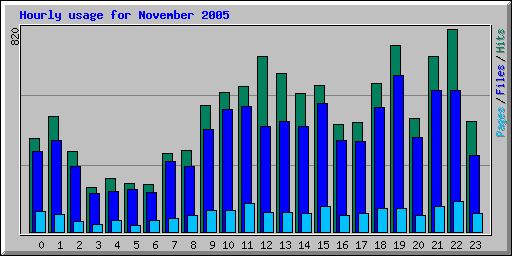 Hourly usage for November 2005
820
Pages/Files/Hits
0 1 2 3 4 5 6 7 8 9 10 11 12 13 14 15 16 17 18 19 20 21 22 23